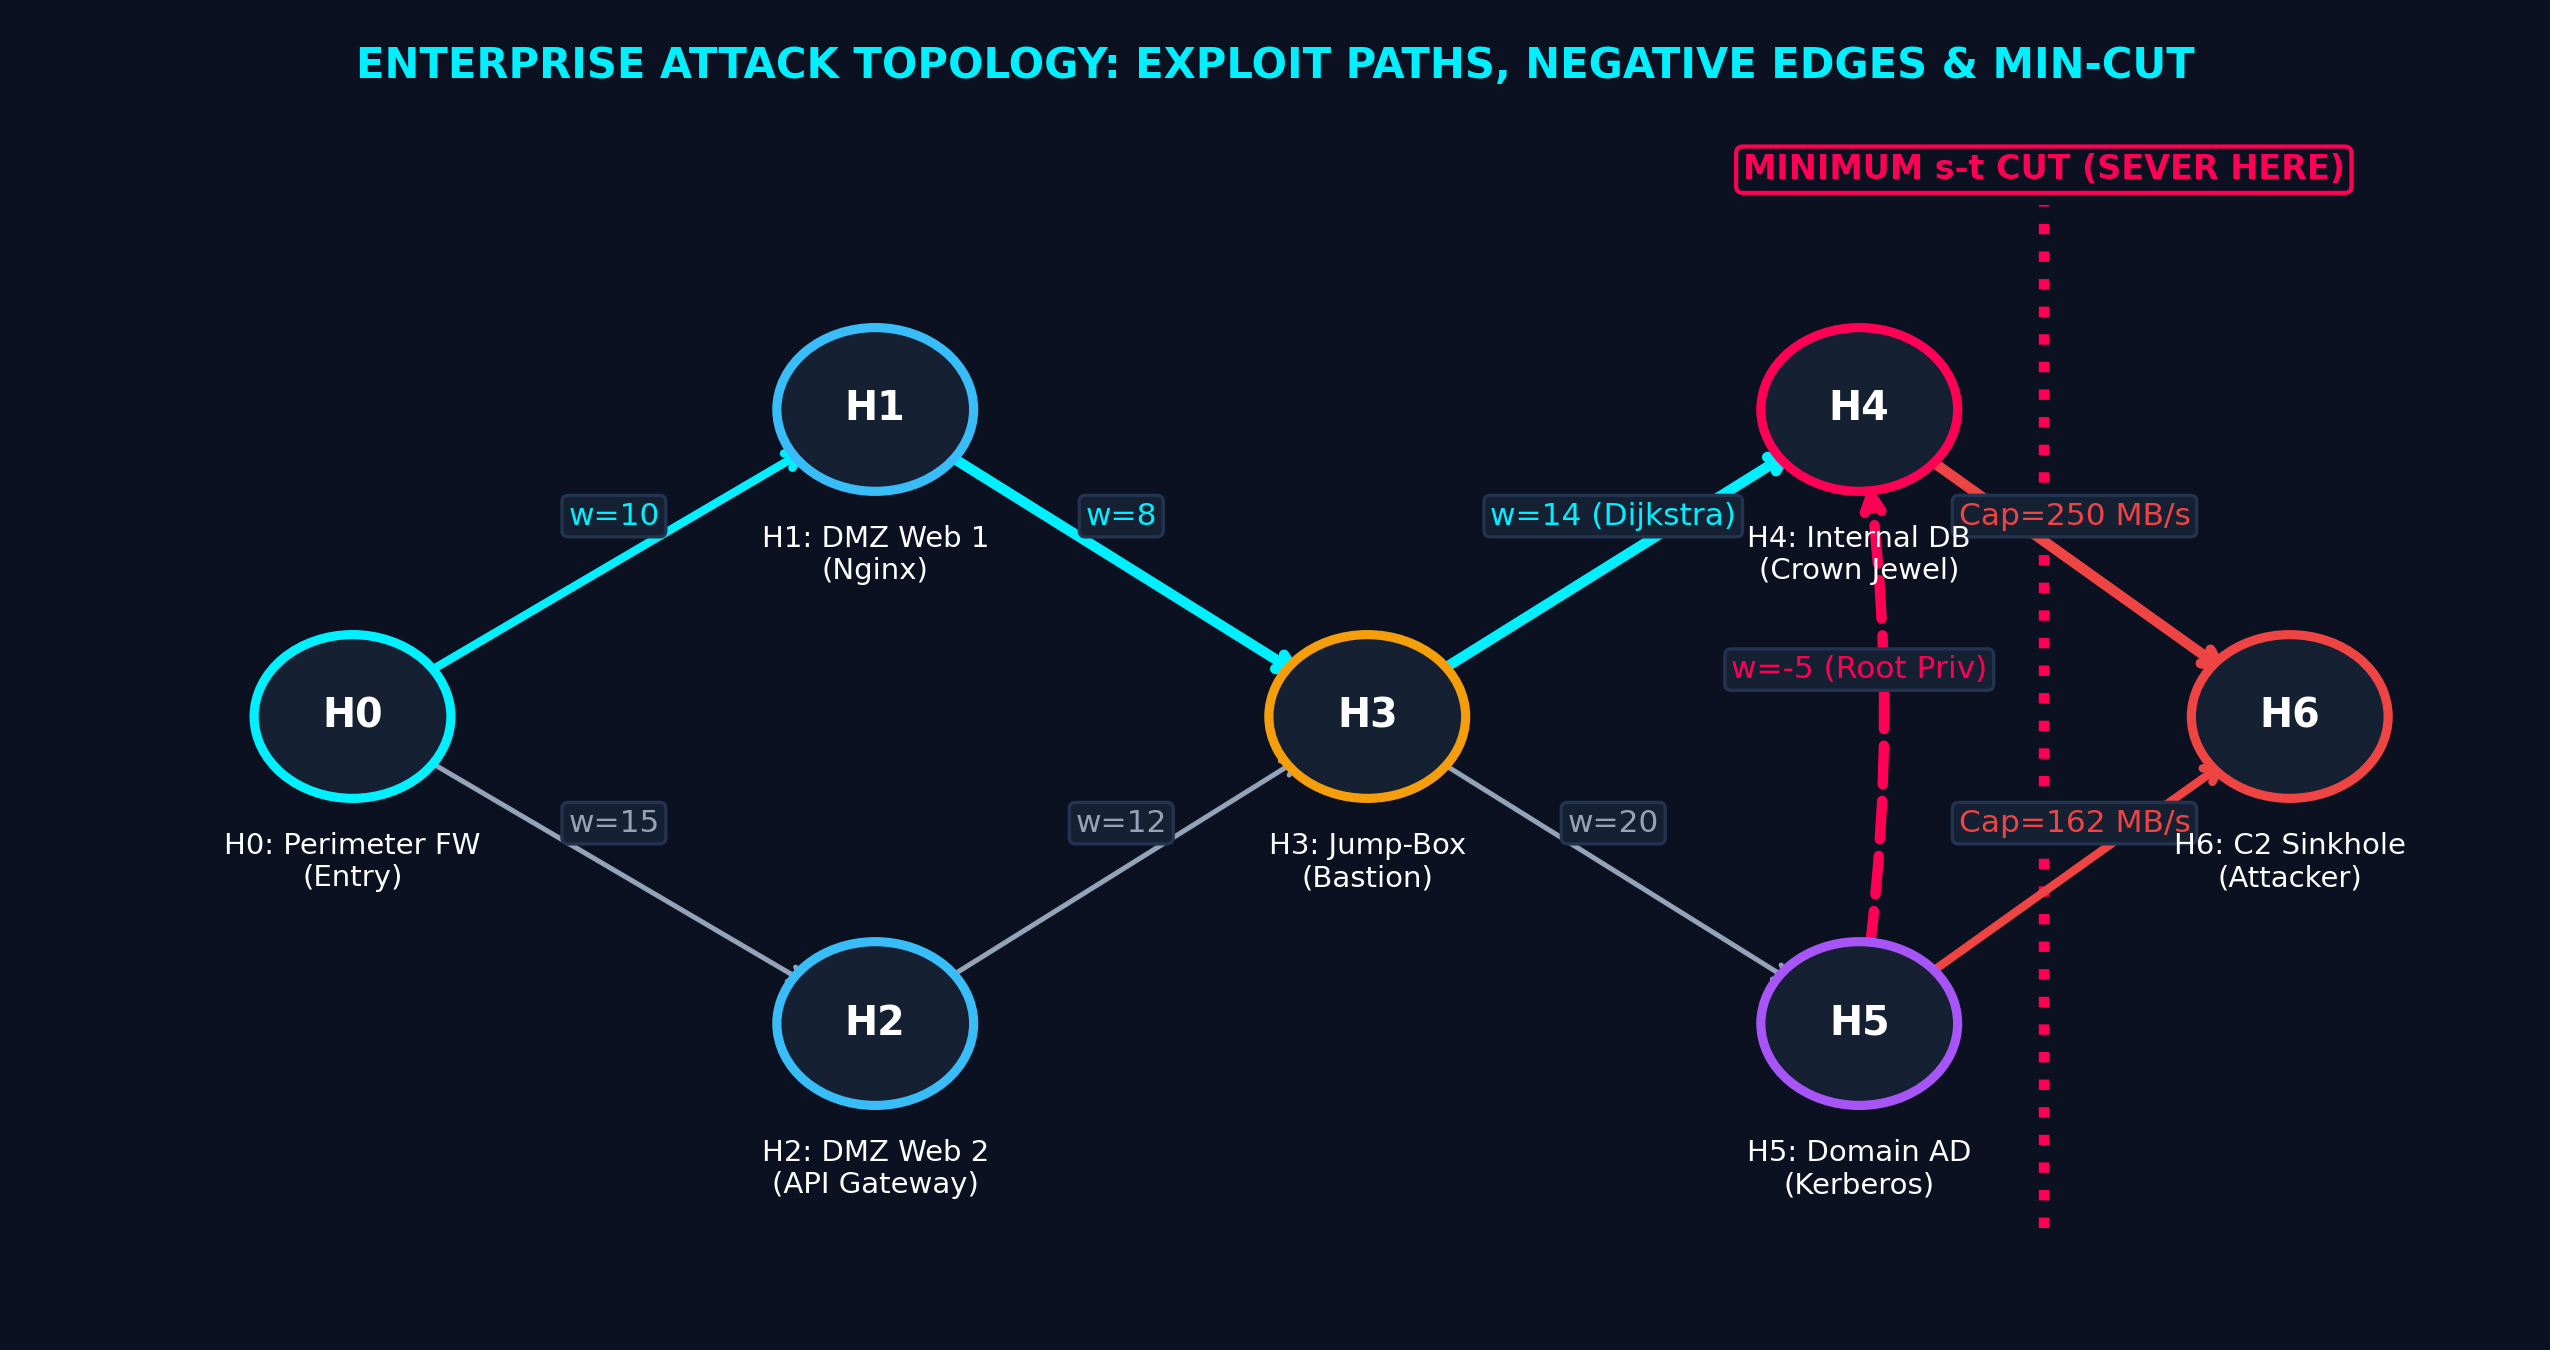 ENTERPRISE ATTACK TOPOLOGY: EXPLOIT PATHS, NEGATIVE EDGES & MIN-CUT
MINIMUM s-t CUT (SEVER HERE)
H1
H4
w=10
w=8
w=14 (Dijkstra)
Cap=250 MB/s
H1: DMZ Web 1
(Nginx)
H4: Internal DB
(Crown Jewel)
w=-5 (Root Priv)
H0
H3
H6
w=15
w=12
w=20
Cap=162 MB/s
H0: Perimeter FW
(Entry)
H3: Jump-Box
(Bastion)
H6: C2 Sinkhole
(Attacker)
H2
H5
H2: DMZ Web 2
(API Gateway)
H5: Domain AD
(Kerberos)